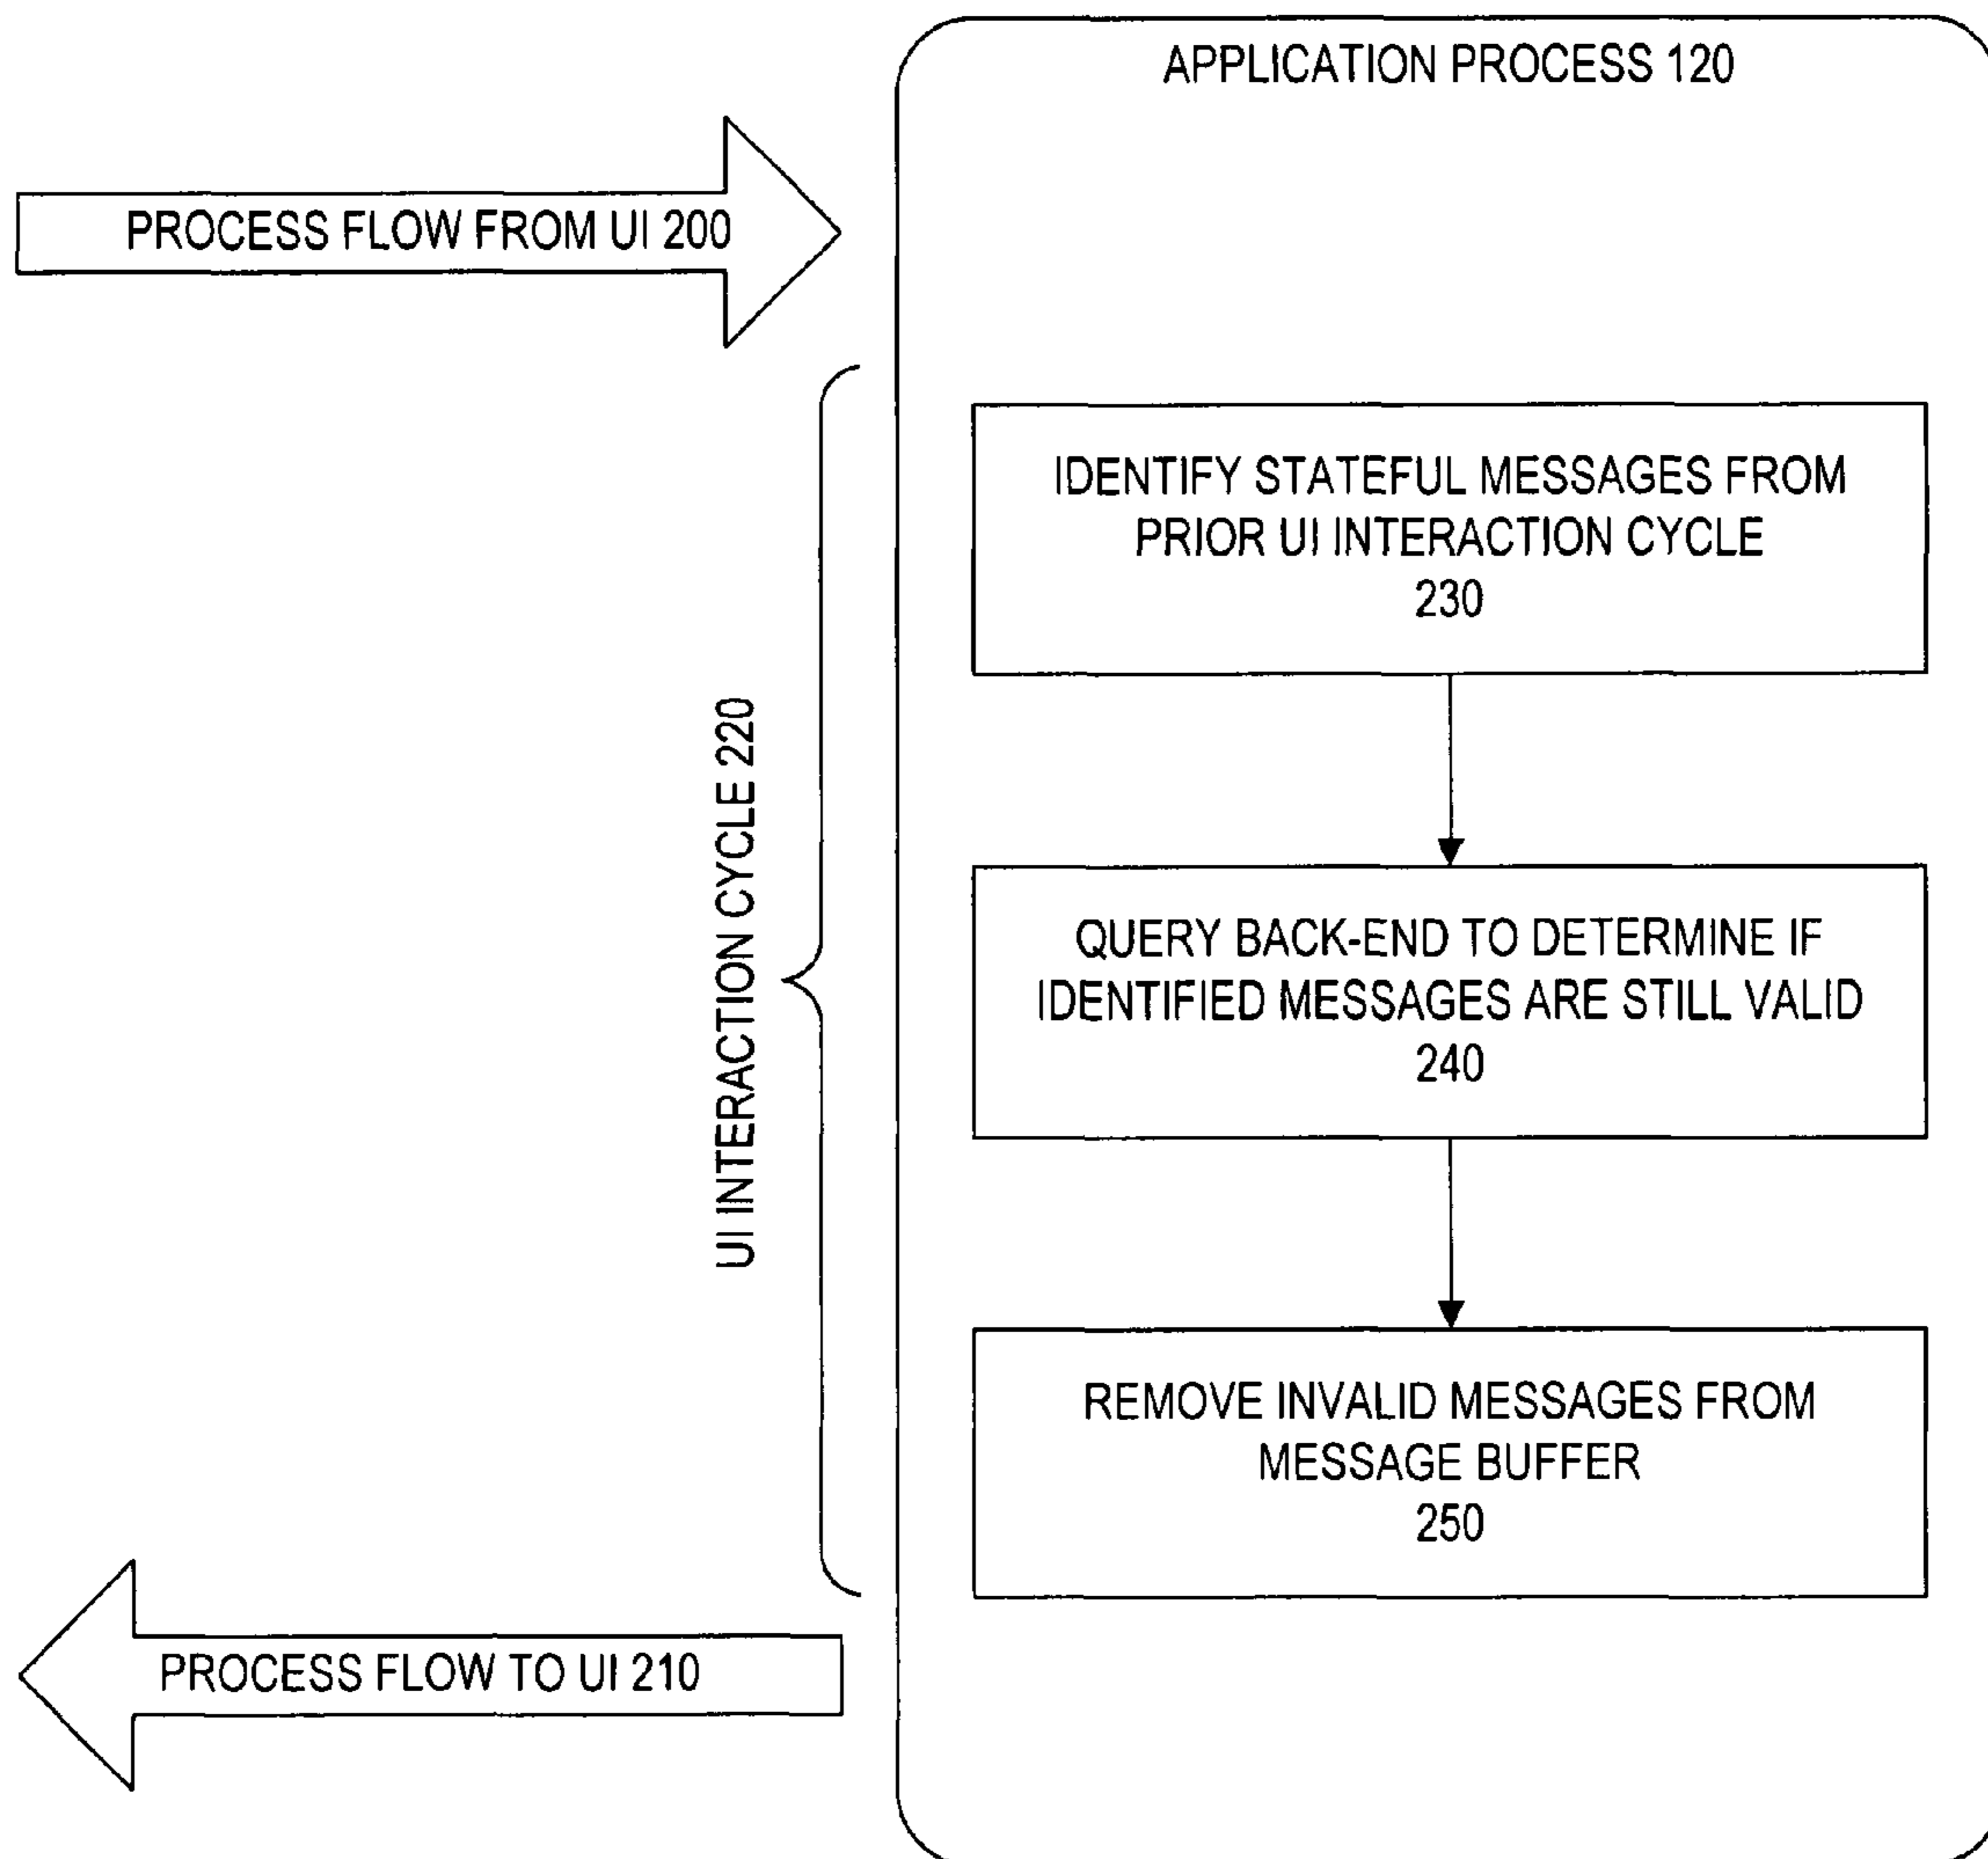 APPLICATION PROCESS 120
PROCESS FLOW FROM UI 200
IDENTIFY STATEFUL MESSAGES FROM
PRIOR UI INTERACTION CYCLE
230
UI INTERACTION CYCLE 220
QUERY BACK-END TO DETERMINE IF
IDENTIFIED MESSAGES ARE STILL VALID
240
REMOVE INVALID MESSAGES FROM
MESSAGE BUFFER
250
PROCESS FLOW TO UI 210